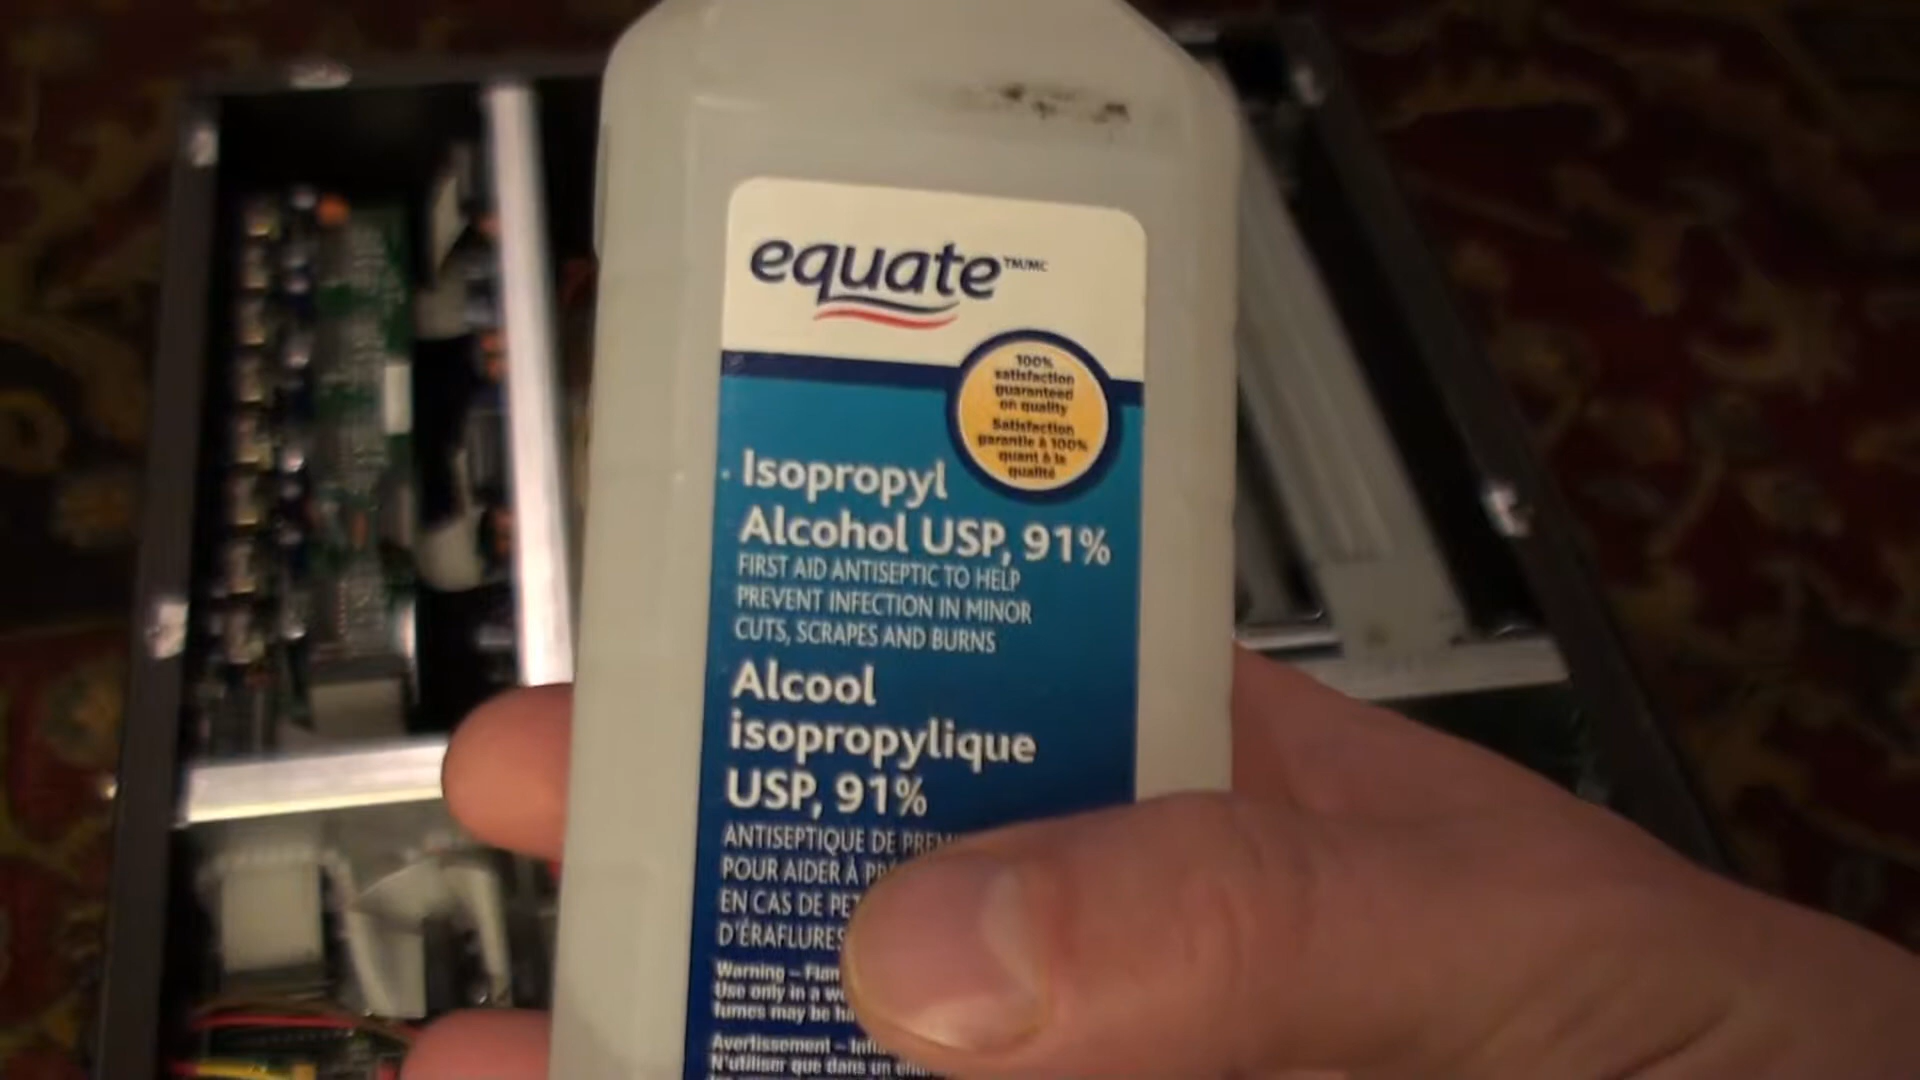 equate TM/MC
100%
satisfaction
guaranteed
on quality
Satisfaction
garantie à 100%
quant à la
qualité
Isopropyl
Alcohol USP, 91%
FIRST AID ANTISEPTIC TO HELP
PREVENT INFECTION IN MINOR
CUTS, SCRAPES AND BURNS
Alcool
isopropylique
USP, 91%
ANTISEPTIQUE DE
POUR AIDER À
EN CAS DE
D'ÉRAFLURES
Warning –
Use only in a
fumes may be
Avertissement –
N'utiliser que dans un